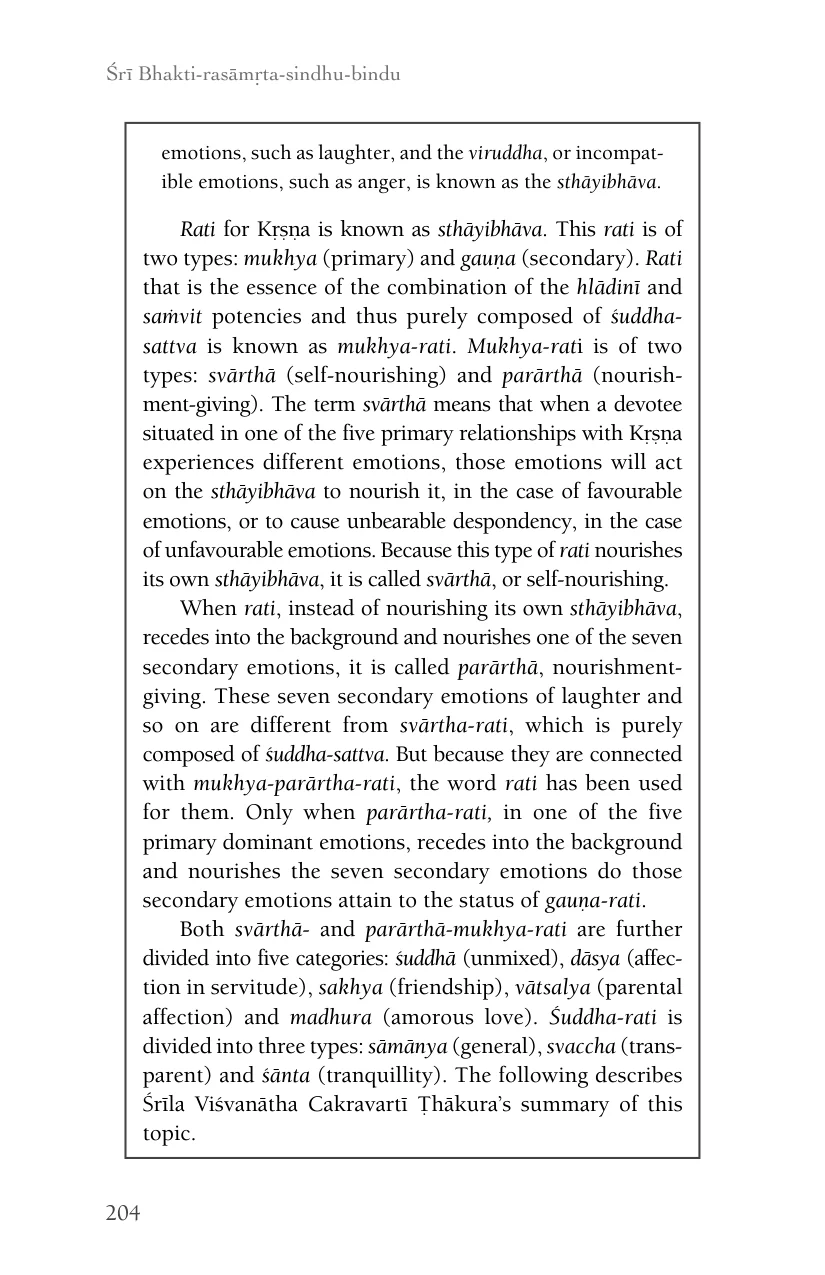 Śrī Bhakti-rasāmṛta-sindhu-bindu
emotions, such as laughter, and the viruddha, or incompat-
ible emotions, such as anger, is known as the sthāyibhāva.
Rati for Kṛṣṇa is known as sthāyibhāva. This rati is of
two types: mukhya (primary) and gauṇa (secondary). Rati
that is the essence of the combination of the hlādinī and
saṁvit potencies and thus purely composed of śuddha-
sattva is known as mukhya-rati. Mukhya-rati is of two
types: svārthā (self-nourishing) and parārthā (nourish-
ment-giving). The term svārthā means that when a devotee
situated in one of the five primary relationships with Kṛṣṇa
experiences different emotions, those emotions will act
on the sthāyibhāva to nourish it, in the case of favourable
emotions, or to cause unbearable despondency, in the case
of unfavourable emotions. Because this type of rati nourishes
its own sthāyibhāva, it is called svārthā, or self-nourishing.
When rati, instead of nourishing its own sthāyibhāva,
recedes into the background and nourishes one of the seven
secondary emotions, it is called parārthā, nourishment-
giving. These seven secondary emotions of laughter and
so on are different from svārtha-rati, which is purely
composed of śuddha-sattva. But because they are connected
with mukhya-parārtha-rati, the word rati has been used
for them. Only when parārtha-rati, in one of the five
primary dominant emotions, recedes into the background
and nourishes the seven secondary emotions do those
secondary emotions attain to the status of gauṇa-rati.
Both svārthā- and parārthā-mukhya-rati are further
divided into five categories: śuddhā (unmixed), dāsya (affec-
tion in servitude), sakhya (friendship), vātsalya (parental
affection) and madhura (amorous love). Śuddha-rati is
divided into three types: sāmānya (general), svaccha (trans-
parent) and śānta (tranquillity). The following describes
Śrīla Viśvanātha Cakravartī Ṭhākura's summary of this
topic.
204